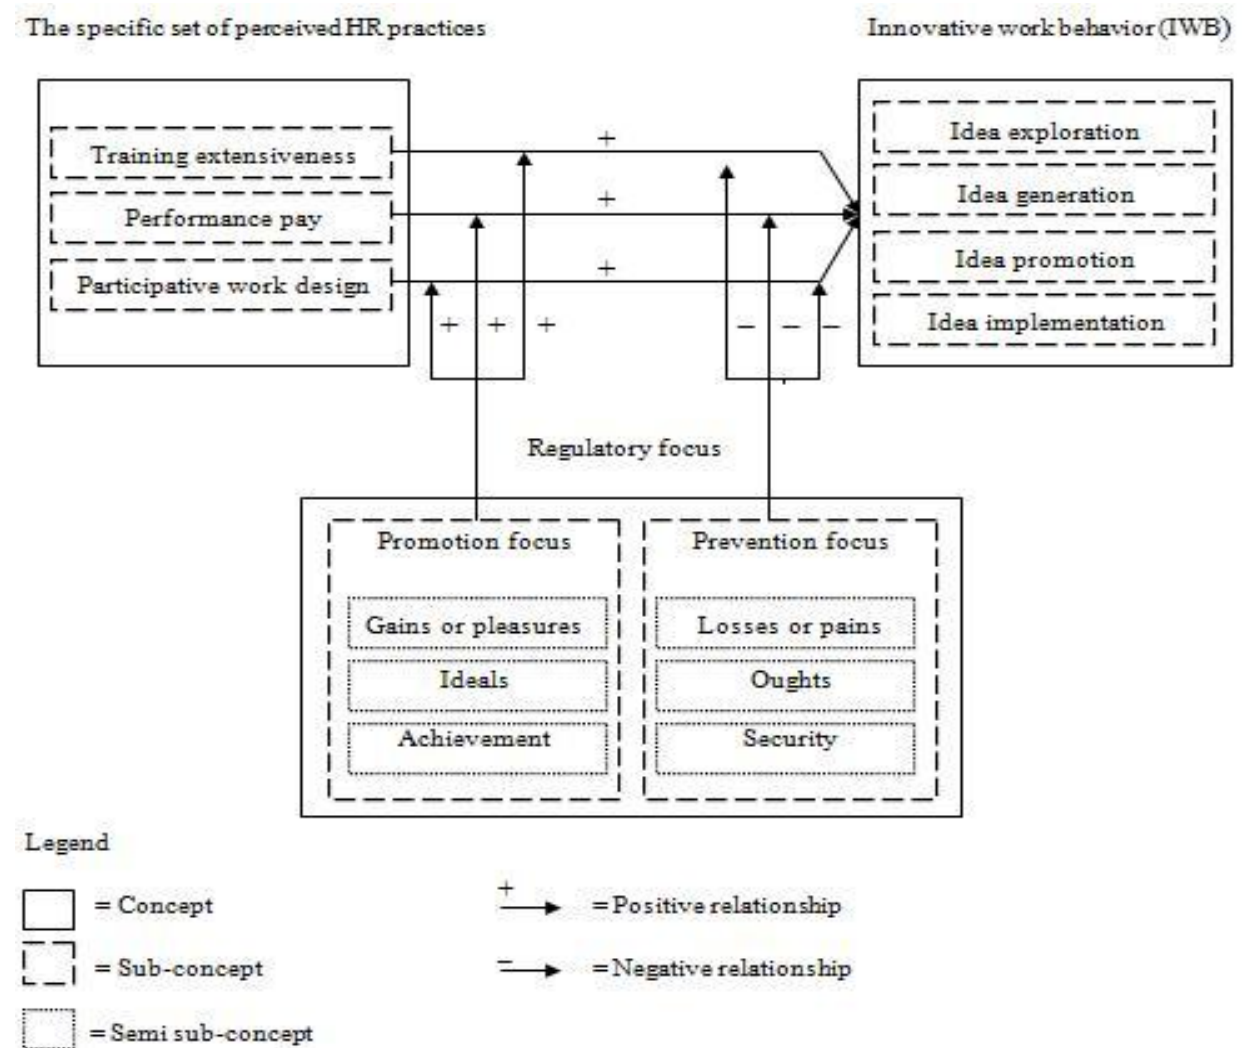 The specific set of perceived HR practices
Innovative work behavior (IWB)
Training extensiveness
Performance pay
Participative work design
+
+
+
Idea exploration
Idea generation
Idea promotion
Idea implementation
+ + +
– – –
Regulatory focus
Promotion focus
Gains or pleasures
Ideals
Achievement
Prevention focus
Losses or pains
Oughts
Security
Legend
= Concept
= Sub-concept
= Semi sub-concept
+
= Positive relationship
–
= Negative relationship